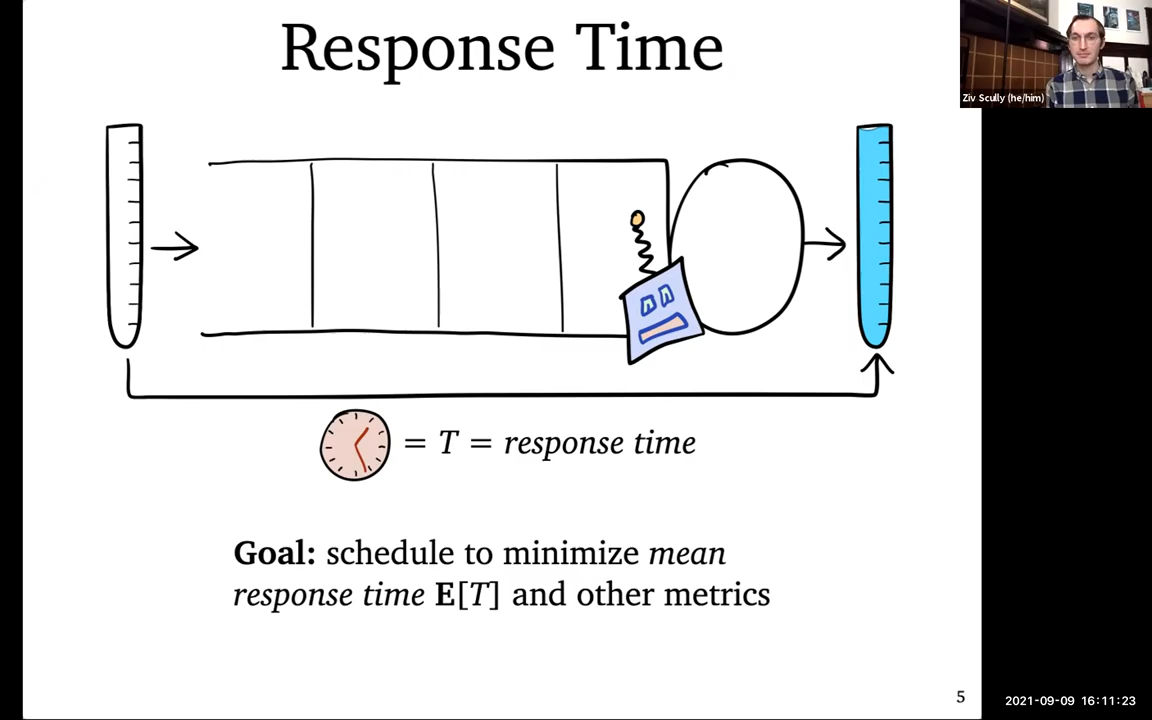 Response Time
Ziv Scully (he/him)
= T = response time
Goal: schedule to minimize mean
response time E[T] and other metrics
5
2021-09-09 16:11:23